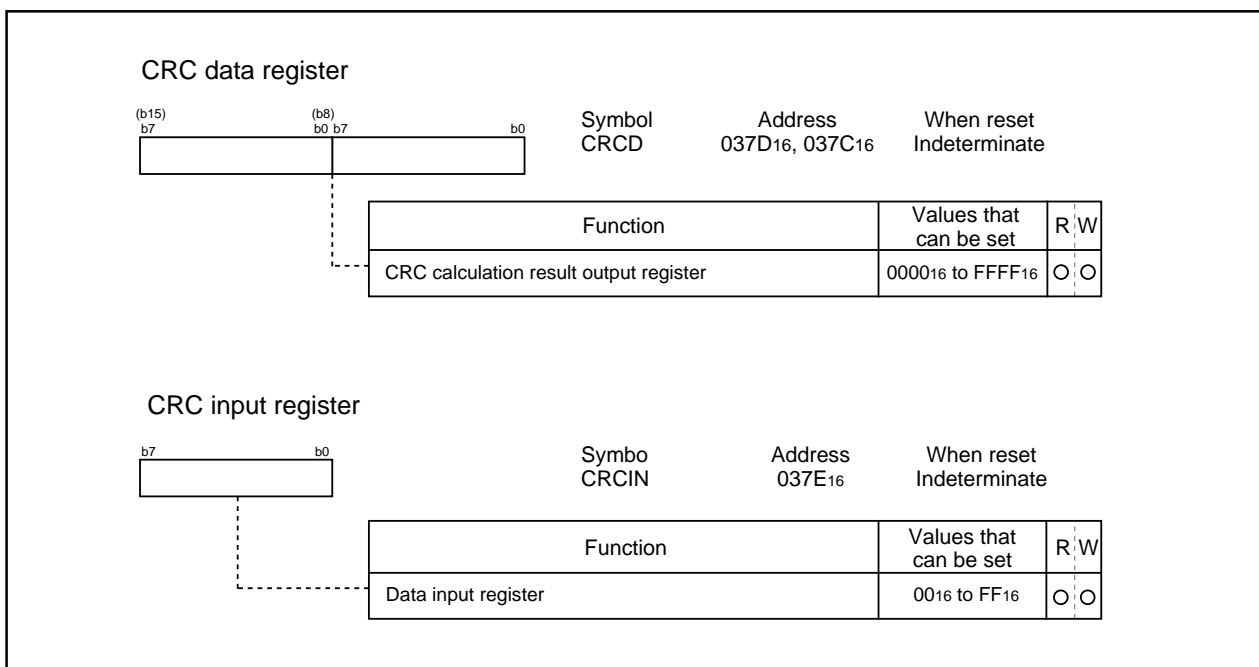 CRC data register
(b15) (b8)
b7 b0 b7 b0
Symbol Address When reset
CRCD 037D16, 037C16 Indeterminate
Function Values that can be set R W
CRC calculation result output register 000016 to FFFF16 O O
CRC input register
b7 b0
Symbo Address When reset
CRCIN 037E16 Indeterminate
Function Values that can be set R W
Data input register 0016 to FF16 O O